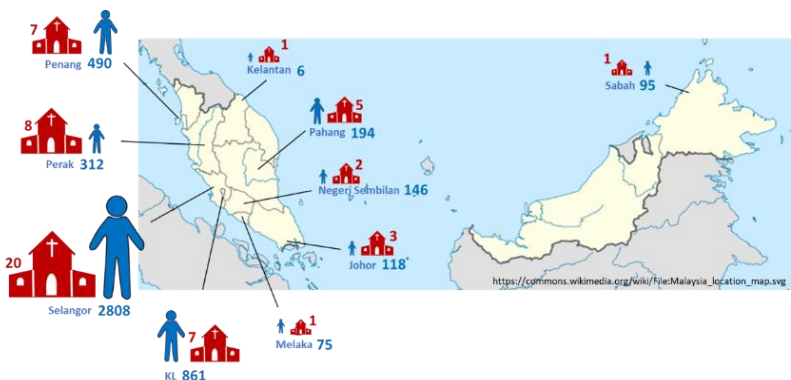 7
Penang 490
1
Kelantan 6
1
Sabah 95
8
Perak 312
5
Pahang 194
2
Negeri Sembilan 146
3
Johor 118
20
Selangor 2808
7
KL 861
1
Melaka 75
https://commons.wikimedia.org/wiki/File:Malaysia_location_map.svg